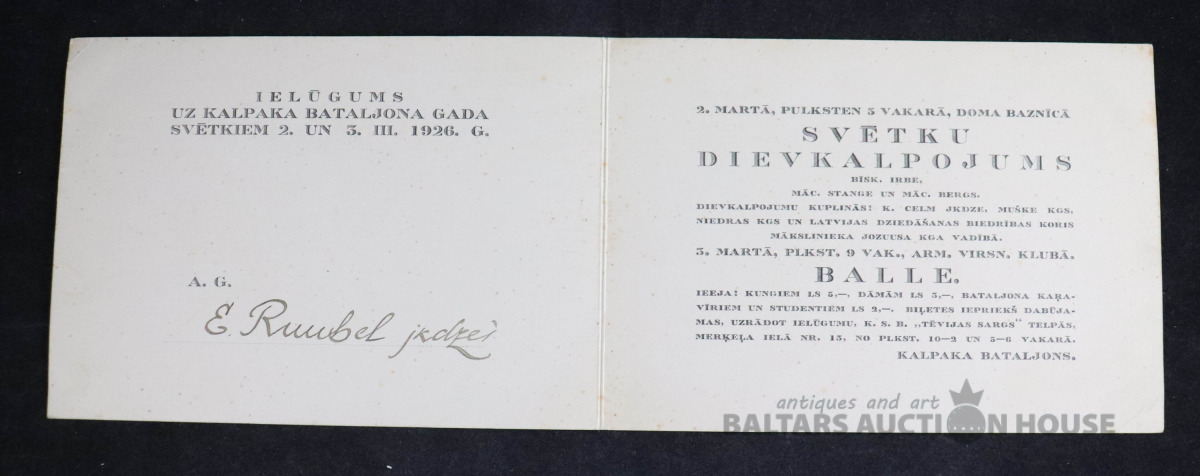 IELŪGUMS
UZ KALPAKA BATALJONA GADA
SVĒTKIEM 2. UN 3. III. 1926. G.
A. G.
E. Ruubel jkdzei
2. MARTĀ, PULKSTEN 5 VAKARĀ, DOMA BAZNĪCĀ
SVĒTKU
DIEVKALPOJUMS
BĪSK. IRBE,
MĀC. STANGE UN MĀC. BERGS.
DIEVKALPOJUMU KUPLINĀS: K. CELM JKDZE, MUŠKE KGS,
NIEDRAS KGS UN LATVIJAS DZIEDĀŠANAS BIEDRĪBAS KORIS
MĀKSLINIEKA JOZUUSA KGA VADĪBĀ.
3. MARTĀ, PLKST. 9 VAK., ARM. VIRSN. KLUBĀ.
BALLE.
IEEJA: KUNGIEM LS 5,—, DĀMĀM LS 3,—, BATALJONA KAŖA-
VĪRIEM UN STUDENTIEM LS 2,—. BIĻETES IEPRIEKŠ DABŪJA-
MAS, UZRĀDOT IELŪGUMU, K. S. B. „TĒVIJAS SARGS" TELPĀS,
MERĶEĻA IELĀ NR. 13, NO PLKST. 10—2 UN 5—6 VAKARĀ.
KALPAKA BATALJONS.
antiques and art
BALTARS AUCTION HOUSE